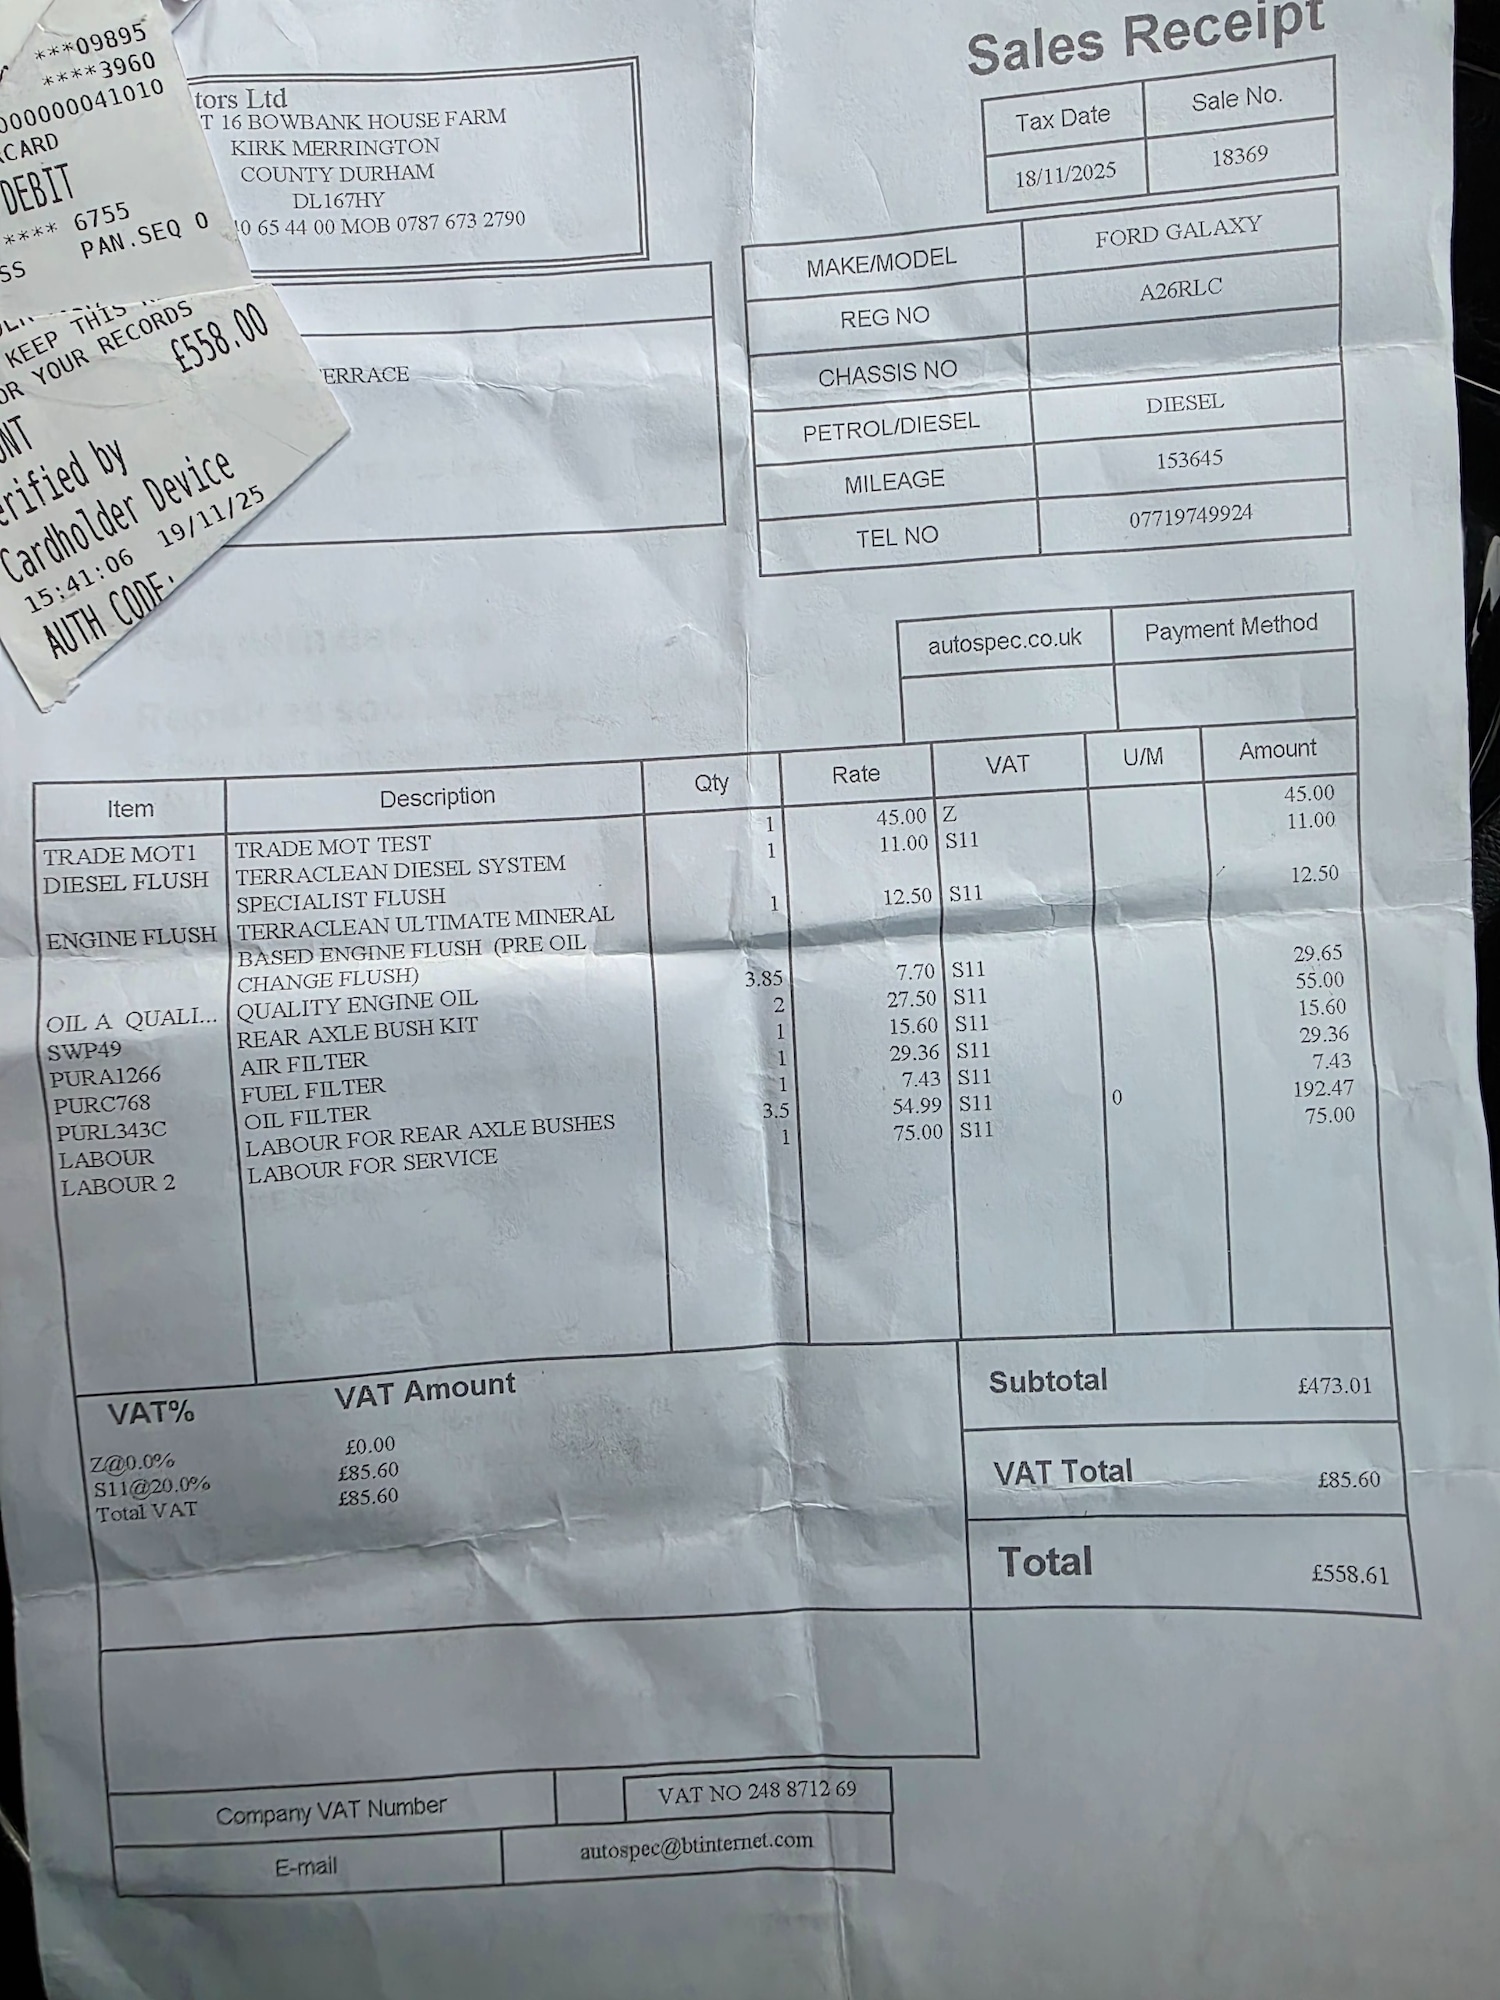 ***09895
****3960
000000041010
CARD
DEBIT
**** 6755
SS PAN.SEQ 0
KEEP THIS
OR YOUR RECORDS
£558.00
erified by
Cardholder Device
15:41:06 19/11/25
AUTH CODE.
tors Ltd
T 16 BOWBANK HOUSE FARM
KIRK MERRINGTON
COUNTY DURHAM
DL167HY
0 65 44 00 MOB 0787 673 2790
ERRACE
Sales Receipt
Tax Date Sale No.
18/11/2025 18369
MAKE/MODEL FORD GALAXY
REG NO A26RLC
CHASSIS NO
PETROL/DIESEL DIESEL
MILEAGE 153645
TEL NO 07719749924
autospec.co.uk Payment Method
Item Description Qty Rate VAT U/M Amount
TRADE MOT1 TRADE MOT TEST 1 45.00 Z 45.00
DIESEL FLUSH TERRACLEAN DIESEL SYSTEM 1 11.00 S11 11.00
SPECIALIST FLUSH
ENGINE FLUSH TERRACLEAN ULTIMATE MINERAL 1 12.50 S11 12.50
BASED ENGINE FLUSH (PRE OIL
CHANGE FLUSH)
OIL A QUALI... QUALITY ENGINE OIL 3.85 7.70 S11 29.65
SWP49 REAR AXLE BUSH KIT 2 27.50 S11 55.00
PURA1266 AIR FILTER 1 15.60 S11 15.60
PURC768 FUEL FILTER 1 29.36 S11 29.36
PURL343C OIL FILTER 1 7.43 S11 7.43
LABOUR LABOUR FOR REAR AXLE BUSHES 3.5 54.99 S11 0 192.47
LABOUR 2 LABOUR FOR SERVICE 1 75.00 S11 75.00
VAT% VAT Amount
Z@0.0% £0.00
S11@20.0% £85.60
Total VAT £85.60
Subtotal £473.01
VAT Total £85.60
Total £558.61
Company VAT Number VAT NO 248 8712 69
E-mail autospec@btinternet.com